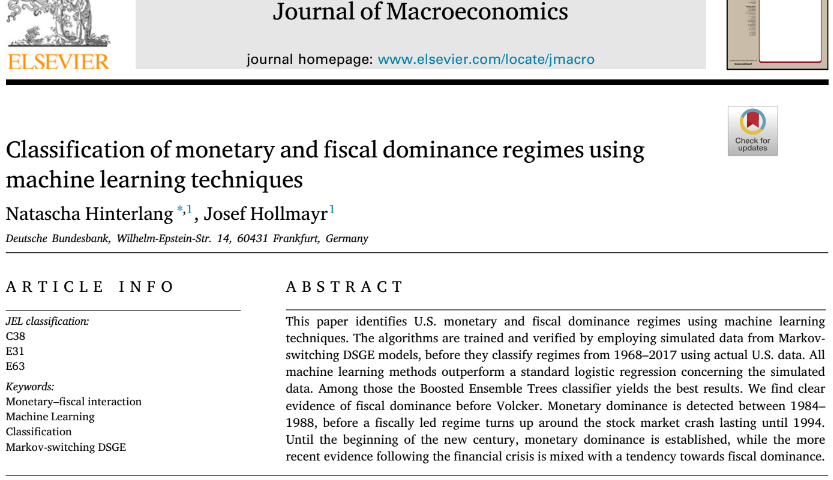 Journal of Macroeconomics
ELSEVIER
journal homepage: www.elsevier.com/locate/jmacro
Check for
updates
Classification of monetary and fiscal dominance regimes using
machine learning techniques
Natascha Hinterlang *,1, Josef Hollmayr 1
Deutsche Bundesbank, Wilhelm-Epstein-Str. 14, 60431 Frankfurt, Germany
ARTICLE INFO
JEL classification:
C38
E31
E63
Keywords:
Monetary–fiscal interaction
Machine Learning
Classification
Markov-switching DSGE
ABSTRACT
This paper identifies U.S. monetary and fiscal dominance regimes using machine learning
techniques. The algorithms are trained and verified by employing simulated data from Markov-
switching DSGE models, before they classify regimes from 1968–2017 using actual U.S. data. All
machine learning methods outperform a standard logistic regression concerning the simulated
data. Among those the Boosted Ensemble Trees classifier yields the best results. We find clear
evidence of fiscal dominance before Volcker. Monetary dominance is detected between 1984–
1988, before a fiscally led regime turns up around the stock market crash lasting until 1994.
Until the beginning of the new century, monetary dominance is established, while the more
recent evidence following the financial crisis is mixed with a tendency towards fiscal dominance.